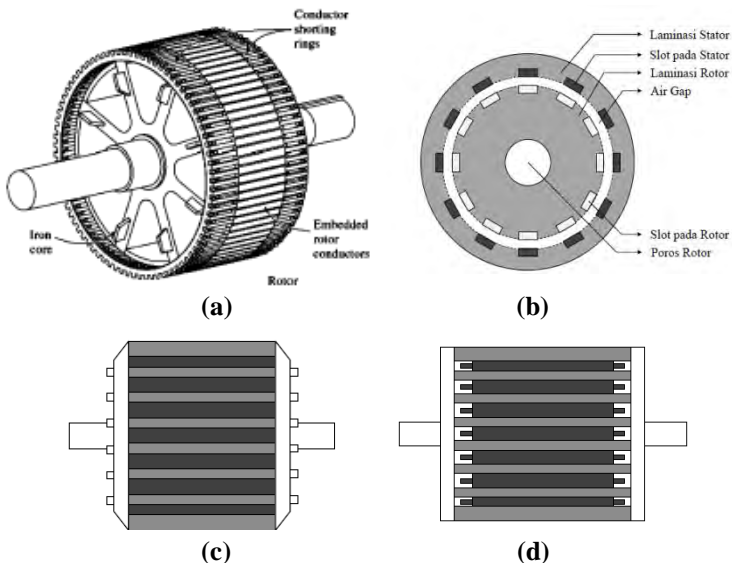 Conductor
shorting
rings
Iron
core
Embedded
rotor
conductors
Rotor
(a)
Laminasi Stator
Slot pada Stator
Laminasi Rotor
Air Gap
Slot pada Rotor
Poros Rotor
(b)
(c)
(d)